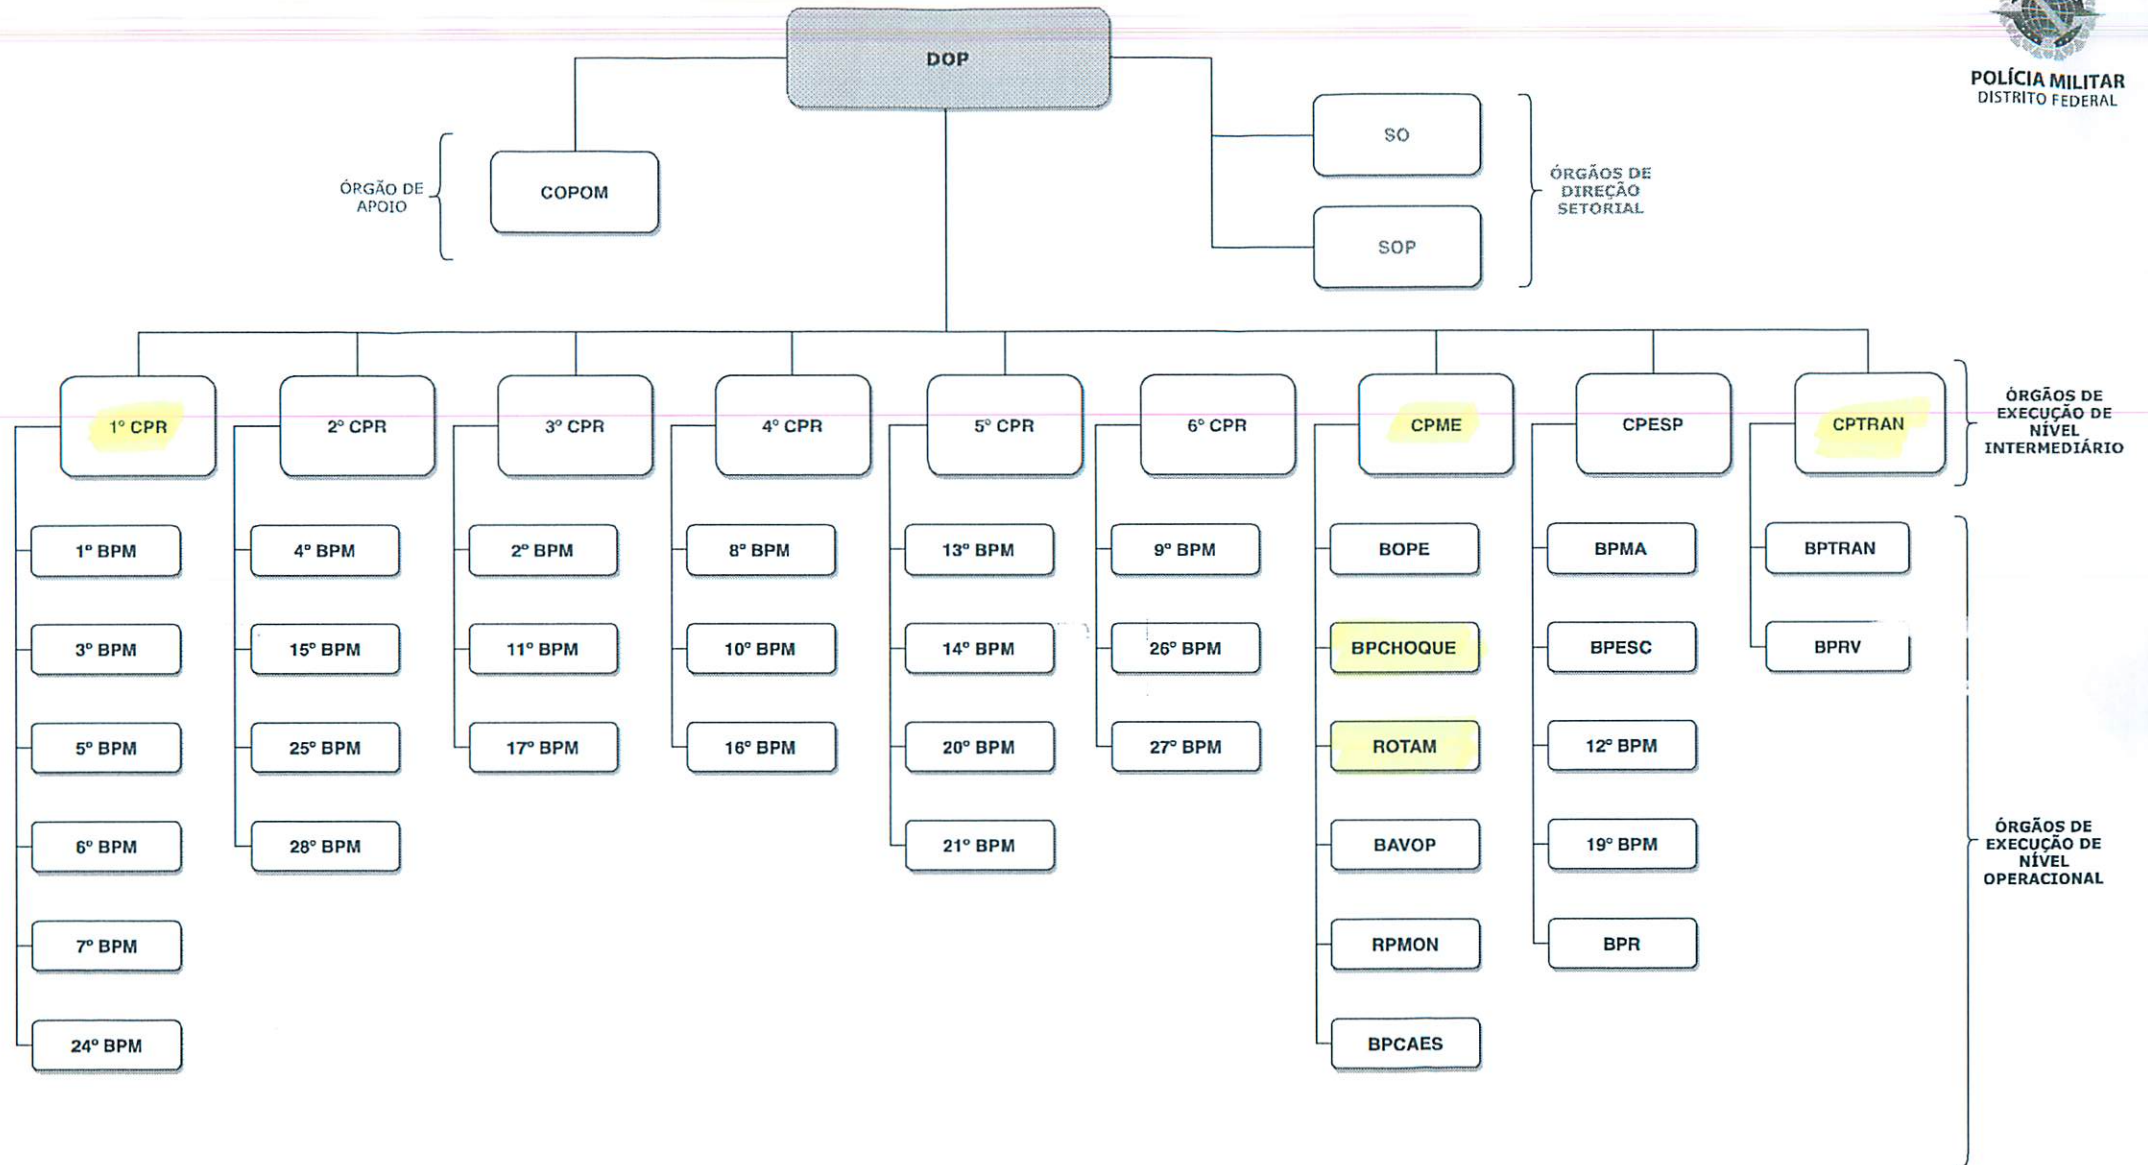 DOP
POLÍCIA MILITAR
DISTRITO FEDERAL
SO
ÓRGÃO DE
APOIO
COPOM
ÓRGÃOS DE
DIREÇÃO
SETORIAL
SOP
1º CPR
2º CPR
3º CPR
4º CPR
5º CPR
6º CPR
CPME
CPESP
CPTRAN
ÓRGÃOS DE
EXECUÇÃO DE
NÍVEL
INTERMEDIÁRIO
1º BPM
4º BPM
2º BPM
8º BPM
13º BPM
9º BPM
BOPE
BPMA
BPTRAN
3º BPM
15º BPM
11º BPM
10º BPM
14º BPM
26º BPM
BPCHOQUE
BPESC
BPRV
5º BPM
25º BPM
17º BPM
16º BPM
20º BPM
27º BPM
ROTAM
12º BPM
6º BPM
28º BPM
21º BPM
BAVOP
19º BPM
ÓRGÃOS DE
EXECUÇÃO DE
NÍVEL
OPERACIONAL
7º BPM
RPMON
BPR
24º BPM
BPCAES